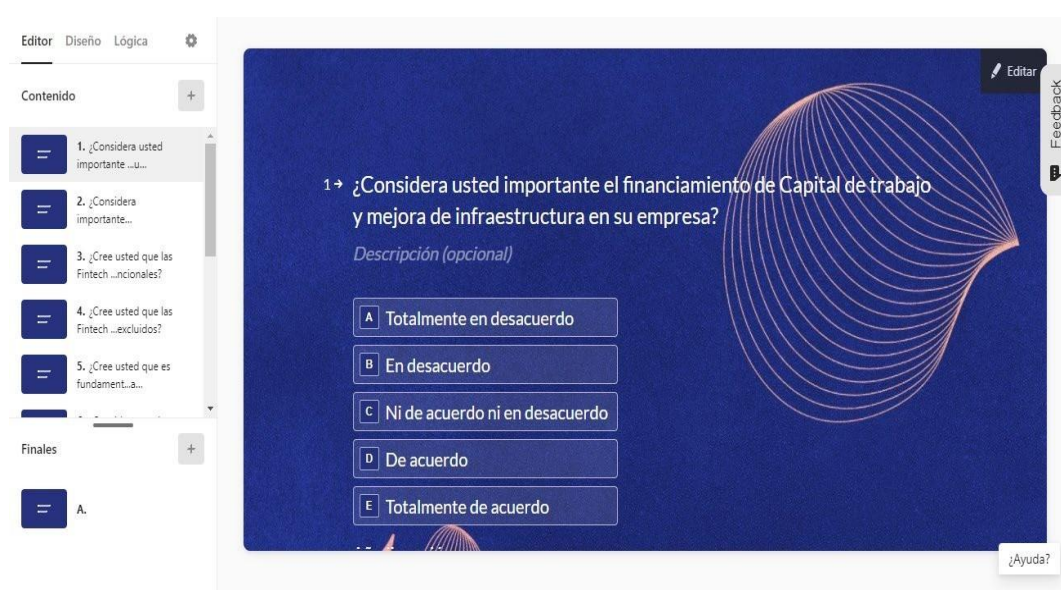 Editor Diseño Lógica
Contenido
+
1. ¿Considera usted
importante ...u...
2. ¿Considera
importante...
3. ¿Cree usted que las
Fintech ...ncionales?
4. ¿Cree usted que las
Fintech ...excluidos?
5. ¿Cree usted que es
fundament...a...
Finales
+
A.
Editar
Feedback
1 ¿Considera usted importante el financiamiento de Capital de trabajo
y mejora de infraestructura en su empresa?
Descripción (opcional)
A Totalmente en desacuerdo
B En desacuerdo
C Ni de acuerdo ni en desacuerdo
D De acuerdo
E Totalmente de acuerdo
¿Ayuda?